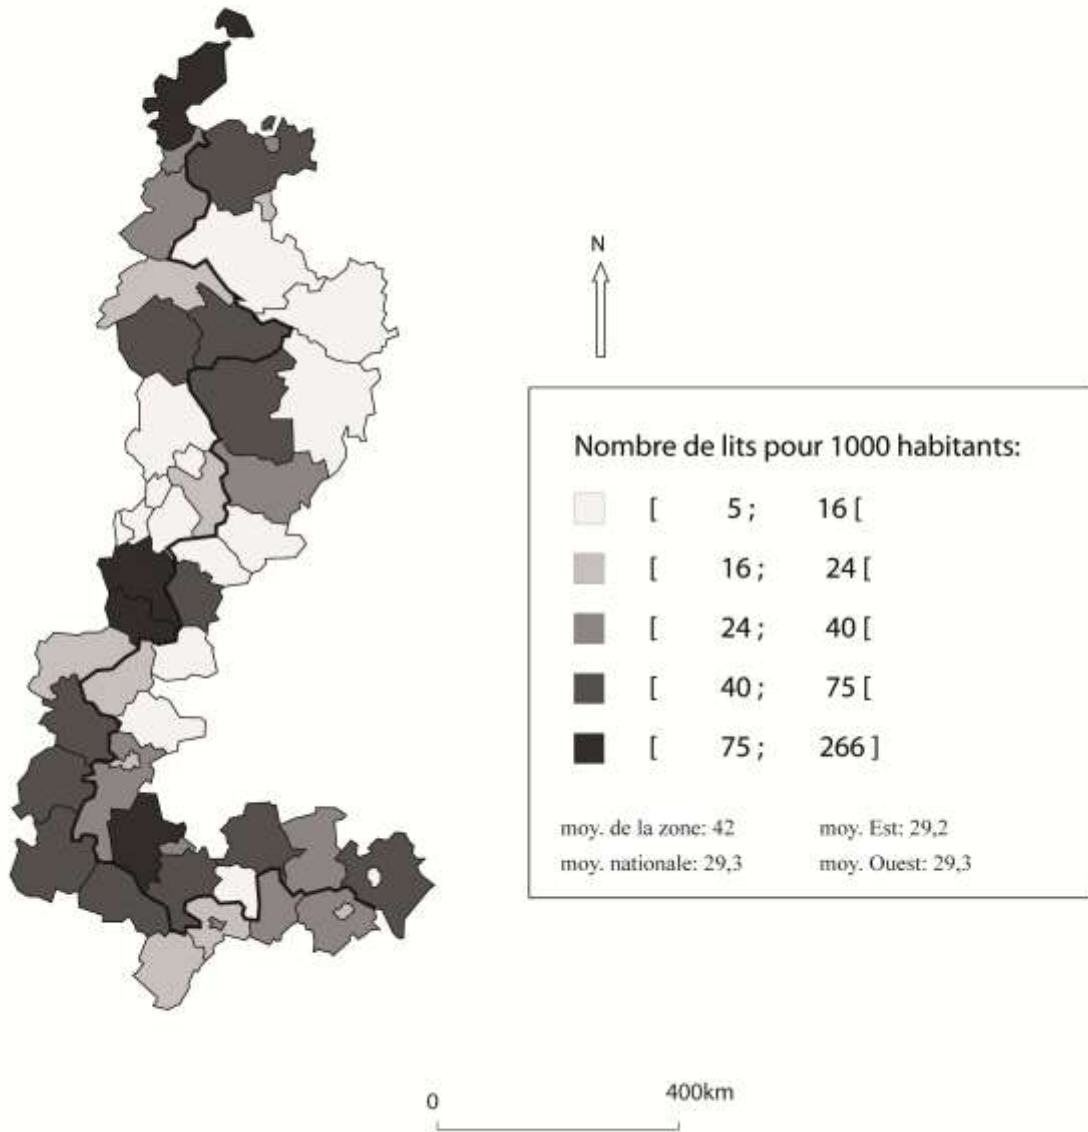 N
Nombre de lits pour 1000 habitants:
[ 5 ; 16 [
[ 16 ; 24 [
[ 24 ; 40 [
[ 40 ; 75 [
[ 75 ; 266 ]
moy. de la zone: 42 moy. Est: 29,2
moy. nationale: 29,3 moy. Ouest: 29,3
0 400km